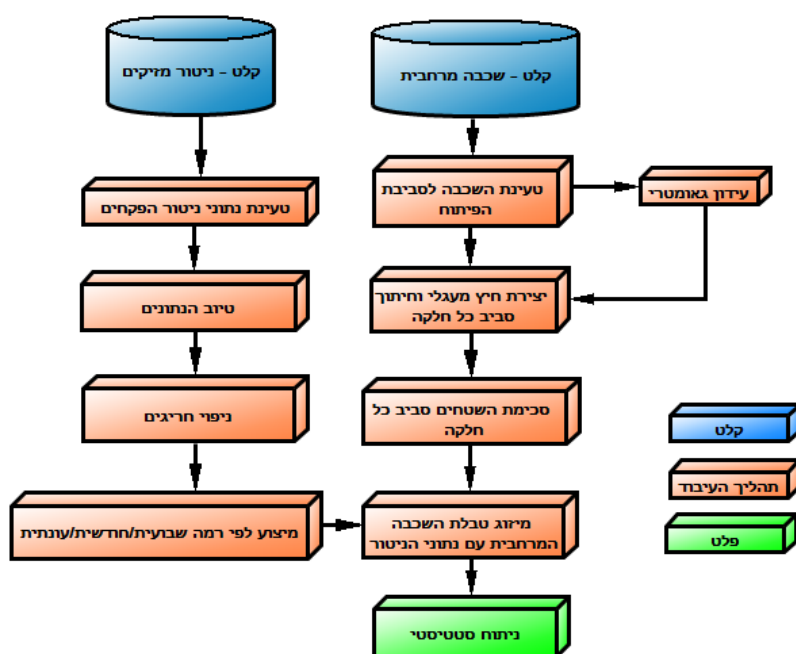 קלט - ניטור מזיקים
קלט - שכבה מרחבית
טעינת נתוני ניטור הפקחים
טעינת השכבה לסביבת
הפיתוח
עידון גאומטרי
טיוב הנתונים
יצירת חיץ מעגלי וחיתוך
סביב כל חלקה
ניפוי חריגים
סכימת השטחים סביב כל
חלקה
מיצוע לפי רמה שבועית/חודשית/עונתית
מיזוג טבלת השכבה
המרחבית עם נתוני הניטור
ניתוח סטטיסטי
קלט
תהליך העיבוד
פלט